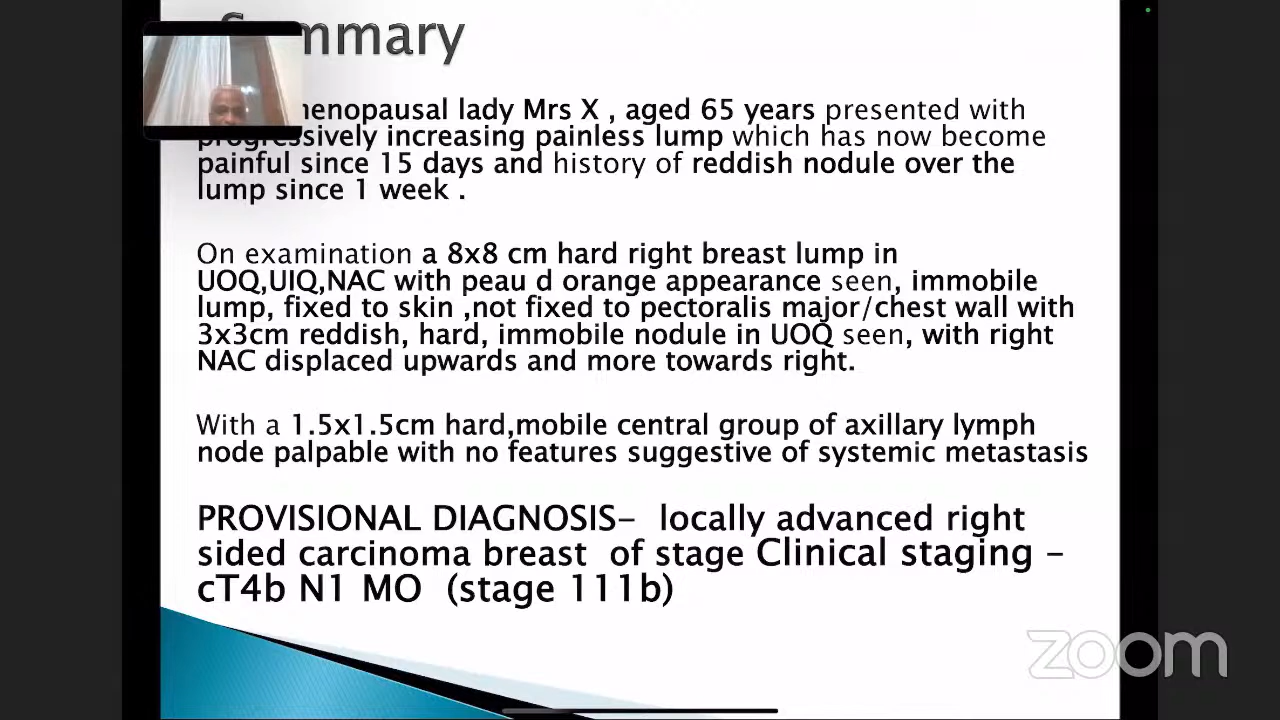 Summary
menopausal lady Mrs X , aged 65 years presented with
progressively increasing painless lump which has now become
painful since 15 days and history of reddish nodule over the
lump since 1 week .
On examination a 8x8 cm hard right breast lump in
UOQ,UIQ,NAC with peau d orange appearance seen, immobile
lump, fixed to skin ,not fixed to pectoralis major/chest wall with
3x3cm reddish, hard, immobile nodule in UOQ seen, with right
NAC displaced upwards and more towards right.
With a 1.5x1.5cm hard,mobile central group of axillary lymph
node palpable with no features suggestive of systemic metastasis
PROVISIONAL DIAGNOSIS- locally advanced right
sided carcinoma breast of stage Clinical staging -
cT4b N1 MO (stage 111b)
zoom